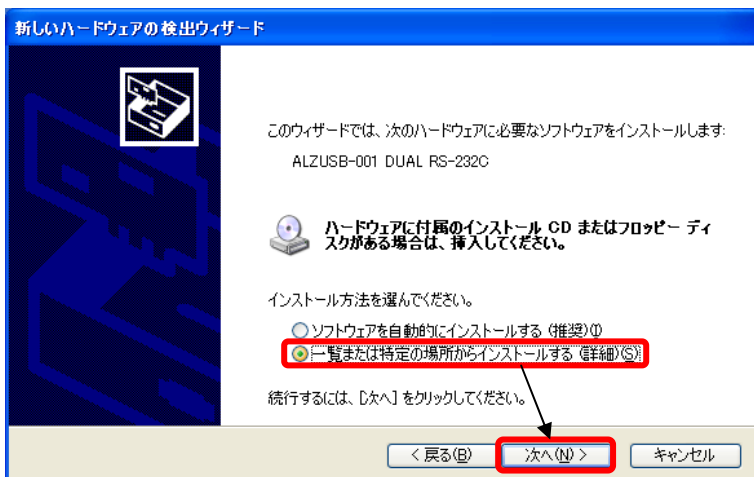 新しいハードウェアの検出ウィザード
このウィザードでは、次のハードウェアに必要なソフトウェアをインストールします:
ALZUSB-001 DUAL RS-232C
ハードウェアに付属のインストール CD またはフロッピー ディ
スクがある場合は、挿入してください。
インストール方法を選んでください。
ソフトウェアを自動的にインストールする (推奨)(I)
一覧または特定の場所からインストールする (詳細)(S)
続行するには、[次へ] をクリックしてください。
< 戻る(B)
次へ(N) >
キャンセル